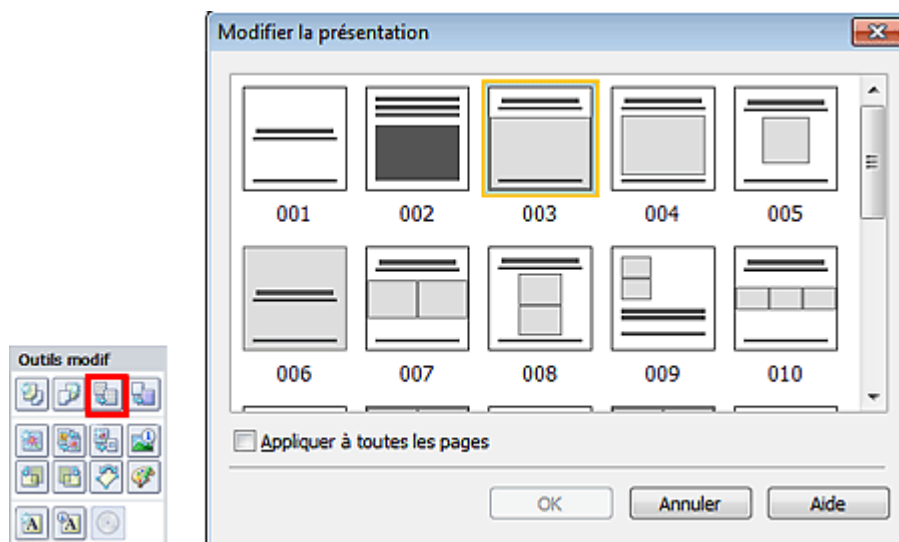 Modifier la présentation
001 002 003 004 005
006 007 008 009 010
Appliquer à toutes les pages
OK Annuler Aide
Outils modif
A A